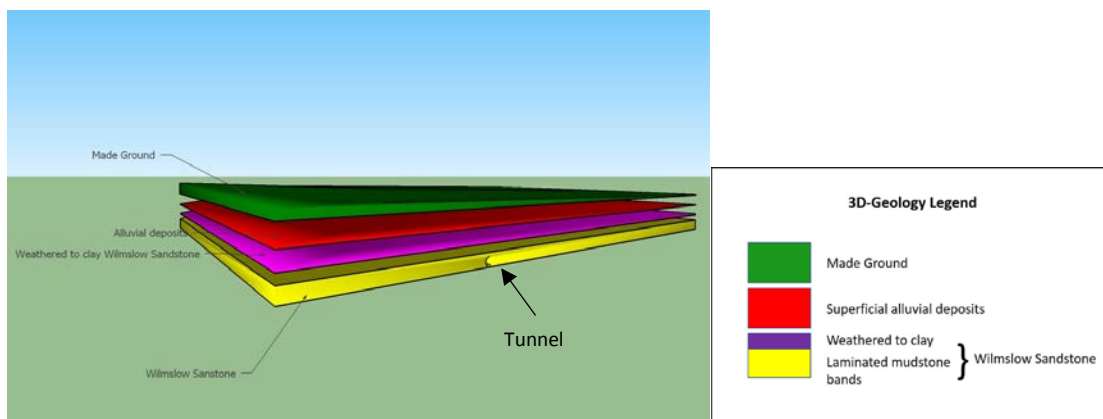 Made Ground
Alluvial deposits
Weathered to clay Wilmslow Sandstone
Tunnel
Wilmslow Sanstone
3D-Geology Legend
Made Ground
Superficial alluvial deposits
Weathered to clay
Laminated mudstone
bands
} Wilmslow Sandstone